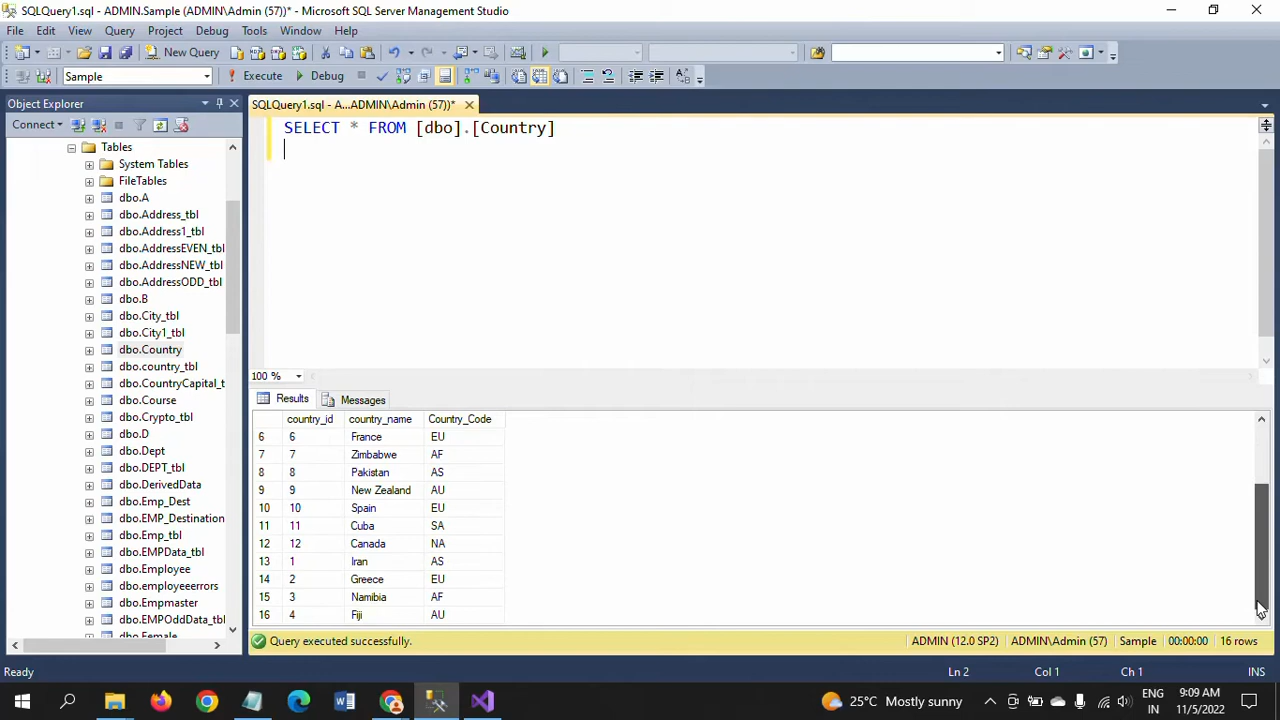 SQLQuery1.sql - ADMIN.Sample (ADMIN\Admin (57))* - Microsoft SQL Server Management Studio
File Edit View Query Project Debug Tools Window Help
New Query
Sample Execute Debug
Object Explorer
Connect
Tables
System Tables
FileTables
dbo.A
dbo.Address_tbl
dbo.Address1_tbl
dbo.AddressEVEN_tbl
dbo.AddressNEW_tbl
dbo.AddressODD_tbl
dbo.B
dbo.City_tbl
dbo.City1_tbl
dbo.Country
dbo.country_tbl
dbo.CountryCapital_t
dbo.Course
dbo.Crypto_tbl
dbo.D
dbo.Dept
dbo.DEPT_tbl
dbo.DerivedData
dbo.Emp_Dest
dbo.EMP_Destination
dbo.Emp_tbl
dbo.EMPData_tbl
dbo.Employee
dbo.employeeerrors
dbo.Empmaster
dbo.EMPOddData_tbl
dbo.Female
SQLQuery1.sql - A...ADMIN\Admin (57))*
SELECT * FROM [dbo].[Country]
100 %
Results Messages
country_id country_name Country_Code
6 6 France EU
7 7 Zimbabwe AF
8 8 Pakistan AS
9 9 New Zealand AU
10 10 Spain EU
11 11 Cuba SA
12 12 Canada NA
13 1 Iran AS
14 2 Greece EU
15 3 Namibia AF
16 4 Fiji AU
Query executed successfully. ADMIN (12.0 SP2) ADMIN\Admin (57) Sample 00:00:00 16 rows
Ready Ln 2 Col 1 Ch 1 INS
25°C Mostly sunny
ENG
IN
9:09 AM
11/5/2022